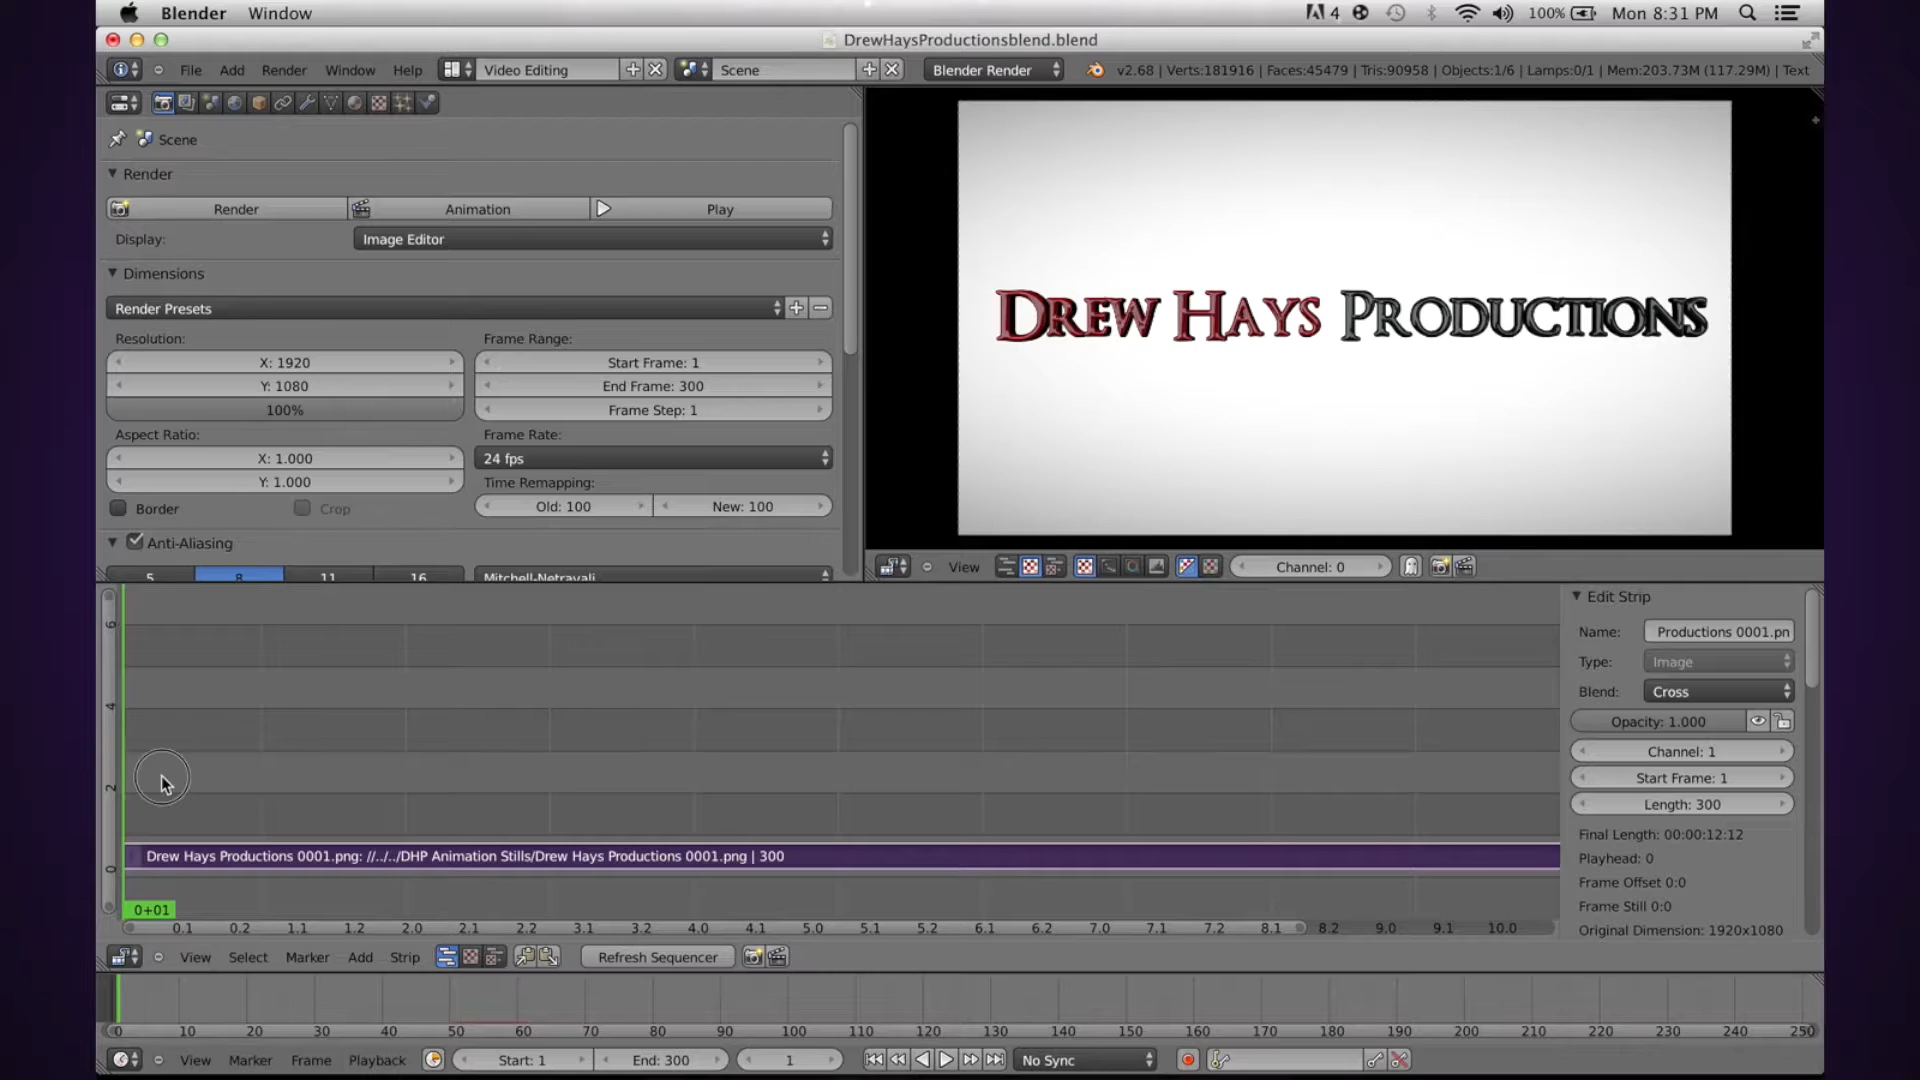 Blender Window
4 100% Mon 8:31 PM
DrewHaysProductionsblend.blend
File Add Render Window Help Video Editing Scene Blender Render v2.68 | Verts:181916 | Faces:45479 | Tris:90958 | Objects:1/6 | Lamps:0/1 | Mem:203.73M (117.29M) | Text
Scene
Render
Render Animation Play
Display: Image Editor
Dimensions
Render Presets
Resolution: Frame Range:
X: 1920 Start Frame: 1
Y: 1080 End Frame: 300
100% Frame Step: 1
Aspect Ratio: Frame Rate:
X: 1.000 24 fps
Y: 1.000 Time Remapping:
Border Crop Old: 100 New: 100
Anti-Aliasing
5 8 11 16 Mitchell-Netravali
Drew Hays Productions
View Channel: 0
6
4
2
0
Drew Hays Productions 0001.png: //../../DHP Animation Stills/Drew Hays Productions 0001.png | 300
0+01
0.1 0.2 1.1 1.2 2.0 2.1 2.2 3.1 3.2 4.0 4.1 5.0 5.1 5.2 6.1 6.2 7.0 7.1 7.2 8.1 8.2 9.0 9.1 10.0
Edit Strip
Name: Productions 0001.pn
Type: Image
Blend: Cross
Opacity: 1.000
Channel: 1
Start Frame: 1
Length: 300
Final Length: 00:00:12:12
Playhead: 0
Frame Offset 0:0
Frame Still 0:0
Original Dimension: 1920x1080
View Select Marker Add Strip Refresh Sequencer
0 10 20 30 40 50 60 70 80 90 100 110 120 130 140 150 160 170 180 190 200 210 220 230 240 250
View Marker Frame Playback Start: 1 End: 300 1 No Sync